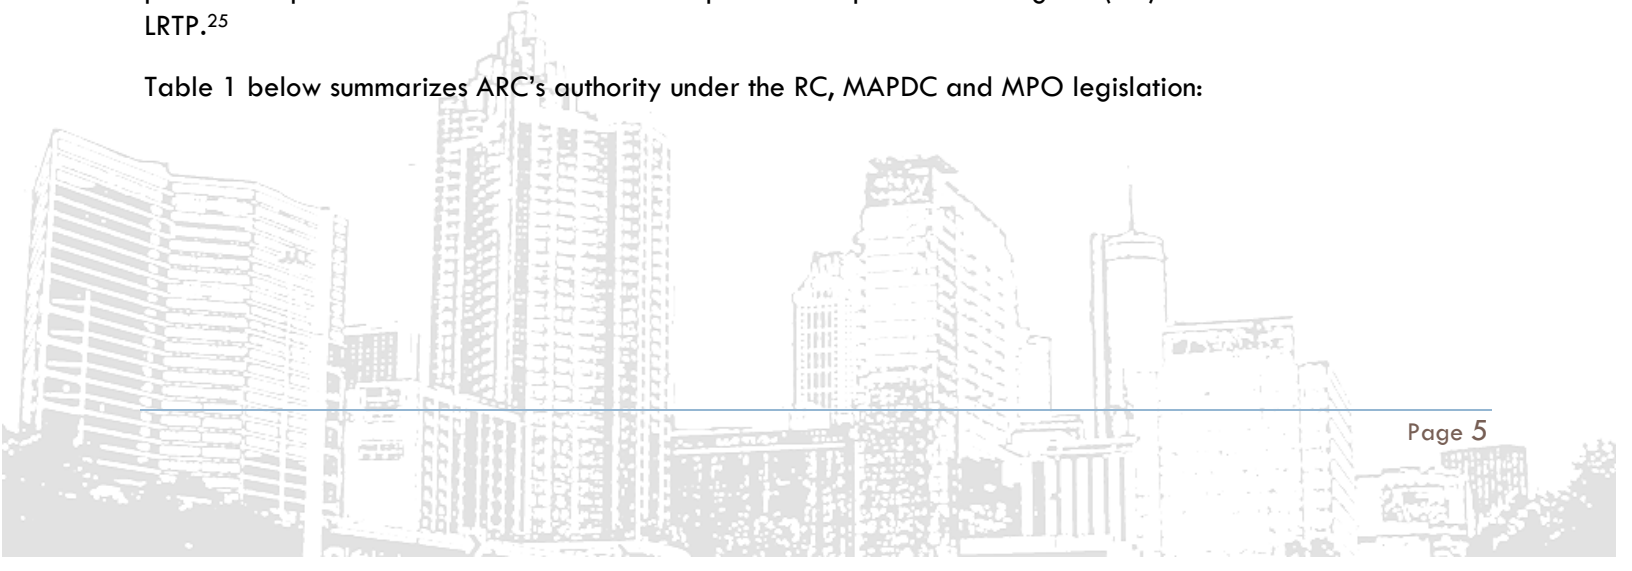 LRTP.25
Table 1 below summarizes ARC's authority under the RC, MAPDC and MPO legislation:
Page 5